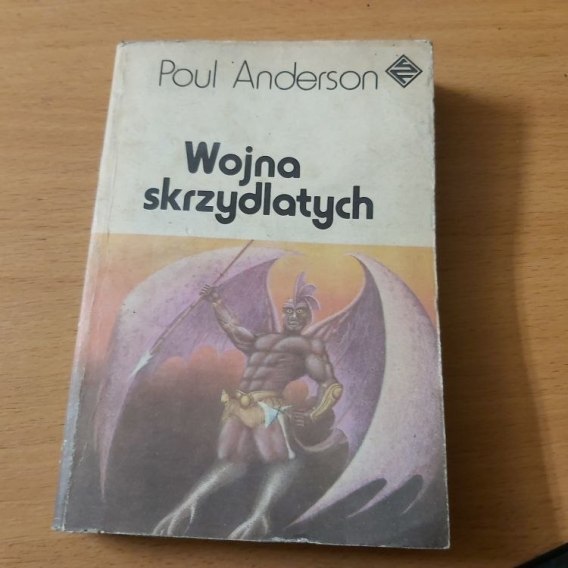 Poul Anderson
Wojna
skrzydlatych